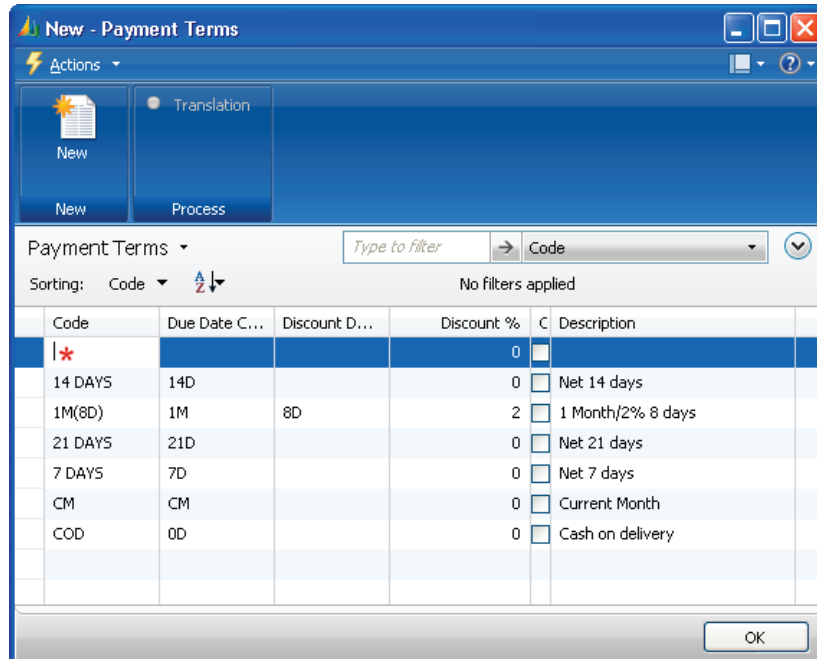 New - Payment Terms
Actions
Translation
New
New Process
Payment Terms Type to filter Code
Sorting: Code No filters applied
Code Due Date C... Discount D... Discount % C Description
0
14 DAYS 14D 0 Net 14 days
1M(8D) 1M 8D 2 1 Month/2% 8 days
21 DAYS 21D 0 Net 21 days
7 DAYS 7D 0 Net 7 days
CM CM 0 Current Month
COD 0D 0 Cash on delivery
OK